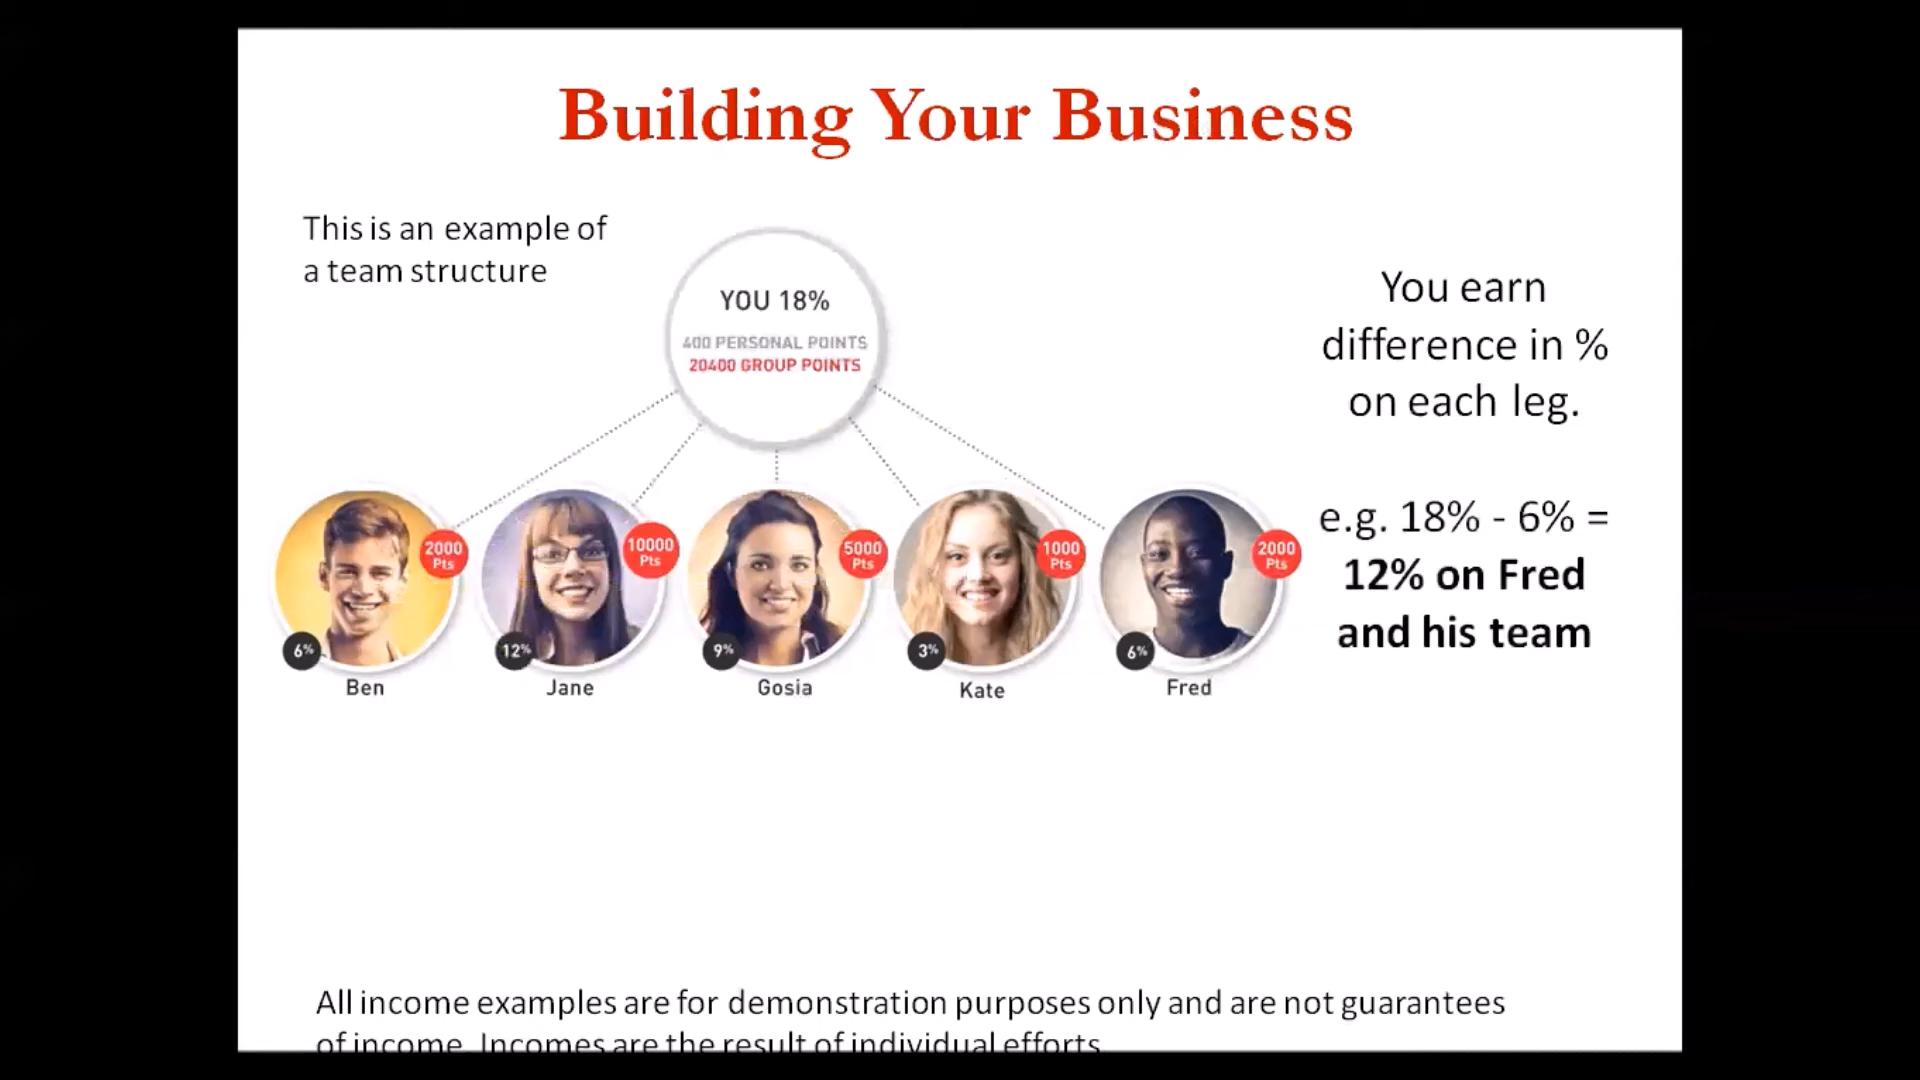 Building Your Business
This is an example of
a team structure
YOU 18%
400 PERSONAL POINTS
20400 GROUP POINTS
You earn
difference in %
on each leg.
e.g. 18% - 6% =
12% on Fred
and his team
2000
Pts
6%
Ben
10000
Pts
12%
Jane
5000
Pts
9%
Gosia
1000
Pts
3%
Kate
2000
Pts
6%
Fred
All income examples are for demonstration purposes only and are not guarantees
of income. Incomes are the result of individual efforts